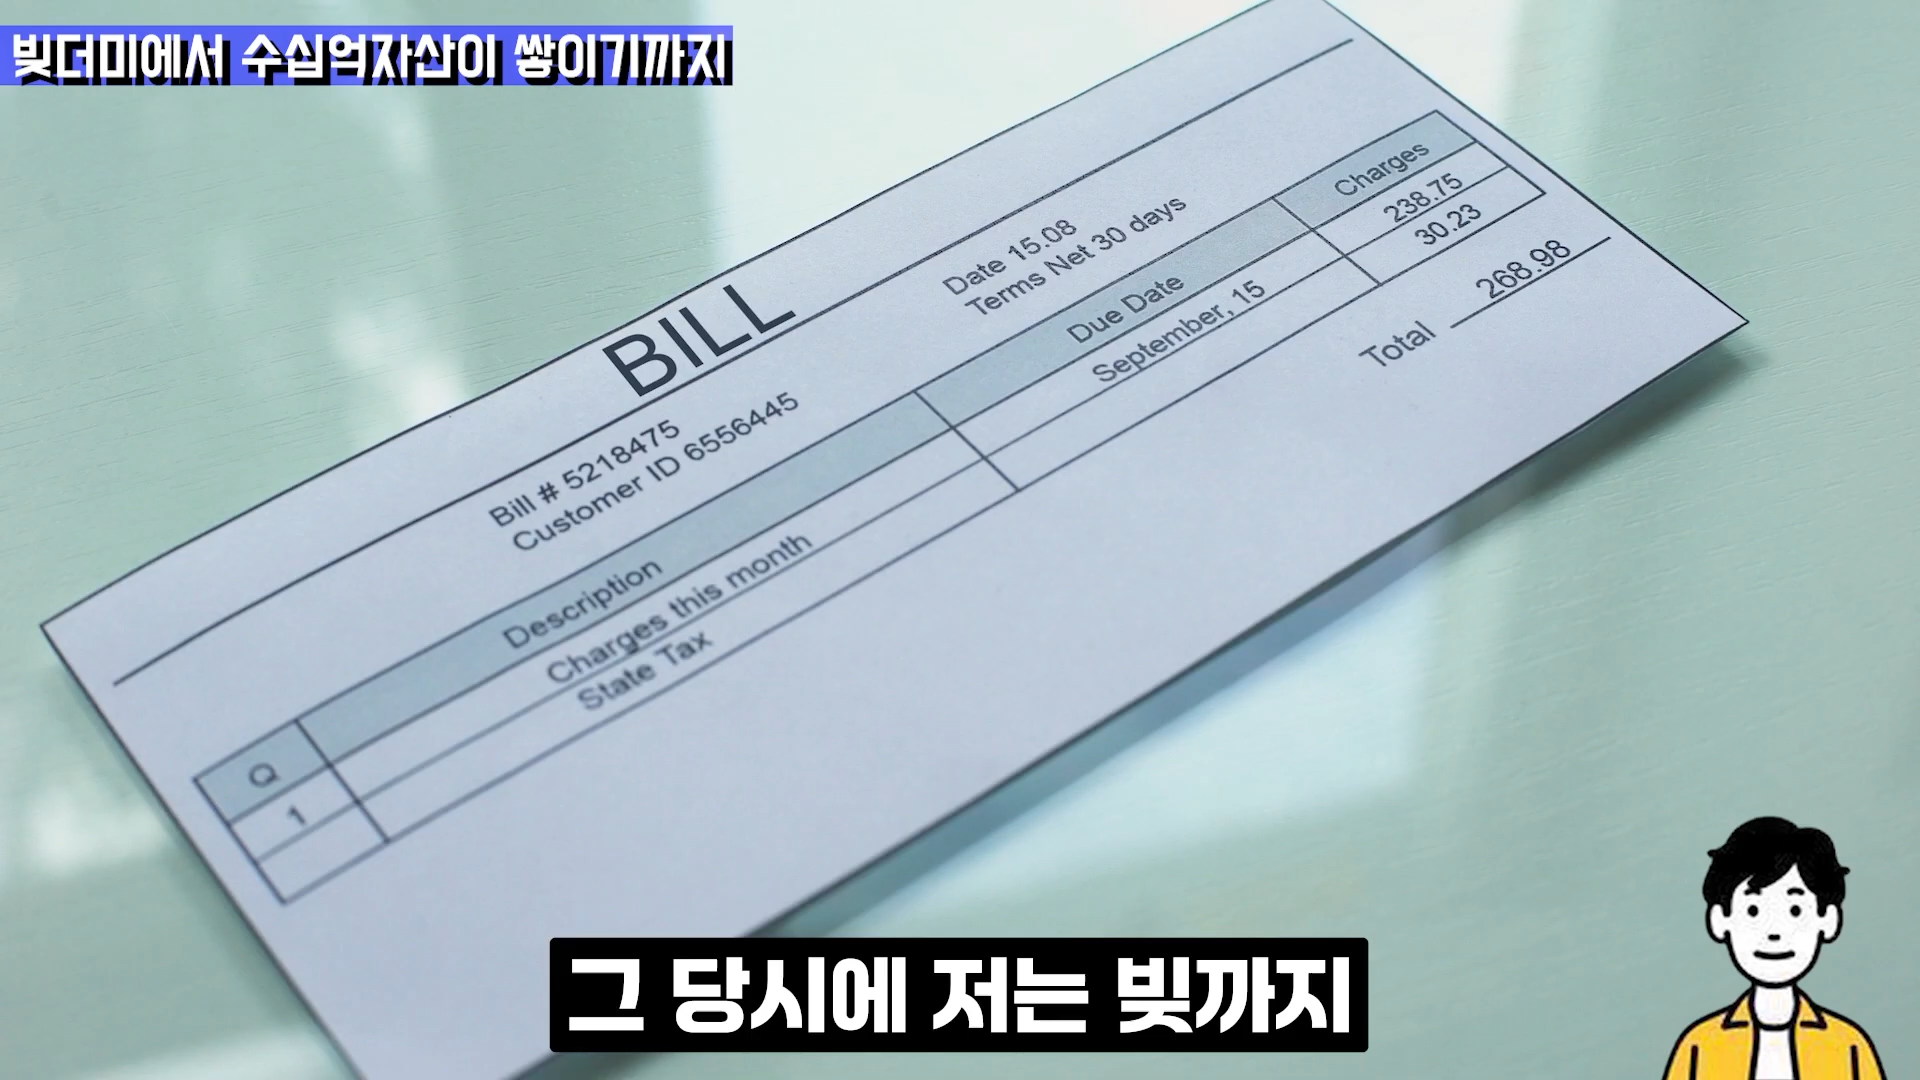 빚더미에서 수십억자산이 쌓이기까지
BILL
Bill # 5218475
Customer ID 6556445
Date 15.08
Terms Net 30 days
Q Description Due Date Charges
1 Charges this month September, 15 238.75
State Tax 30.23
Total 268.98
그 당시에 저는 빚까지